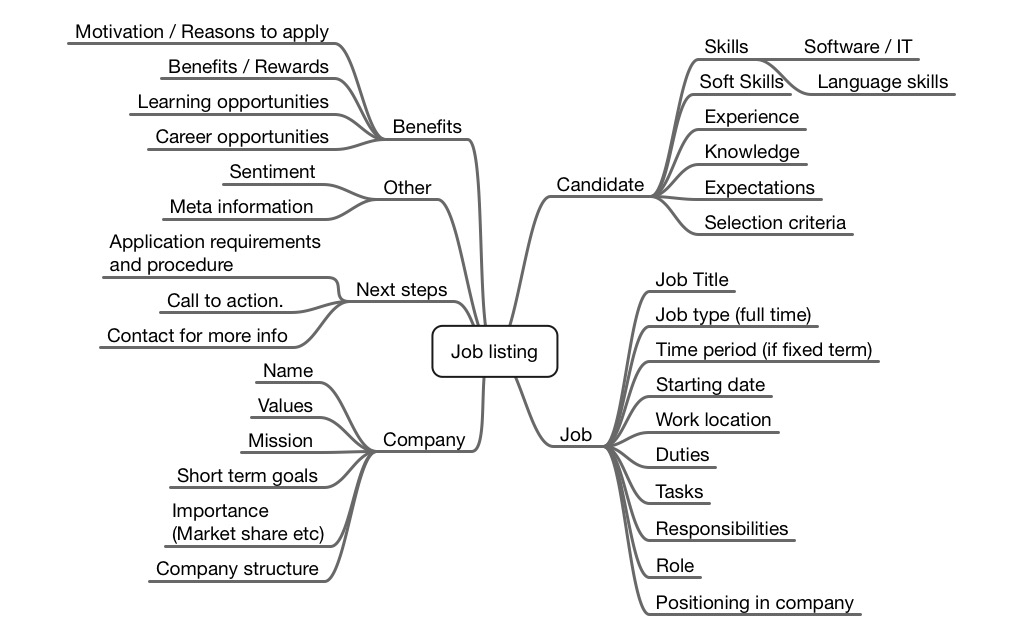 Motivation / Reasons to apply
Benefits / Rewards
Learning opportunities
Career opportunities
Benefits
Sentiment
Meta information
Other
Application requirements
and procedure
Call to action.
Contact for more info
Next steps
Name
Values
Mission
Short term goals
Importance
(Market share etc)
Company structure
Company
Job listing
Candidate
Skills
Software / IT
Language skills
Soft Skills
Experience
Knowledge
Expectations
Selection criteria
Job
Job Title
Job type (full time)
Time period (if fixed term)
Starting date
Work location
Duties
Tasks
Responsibilities
Role
Positioning in company